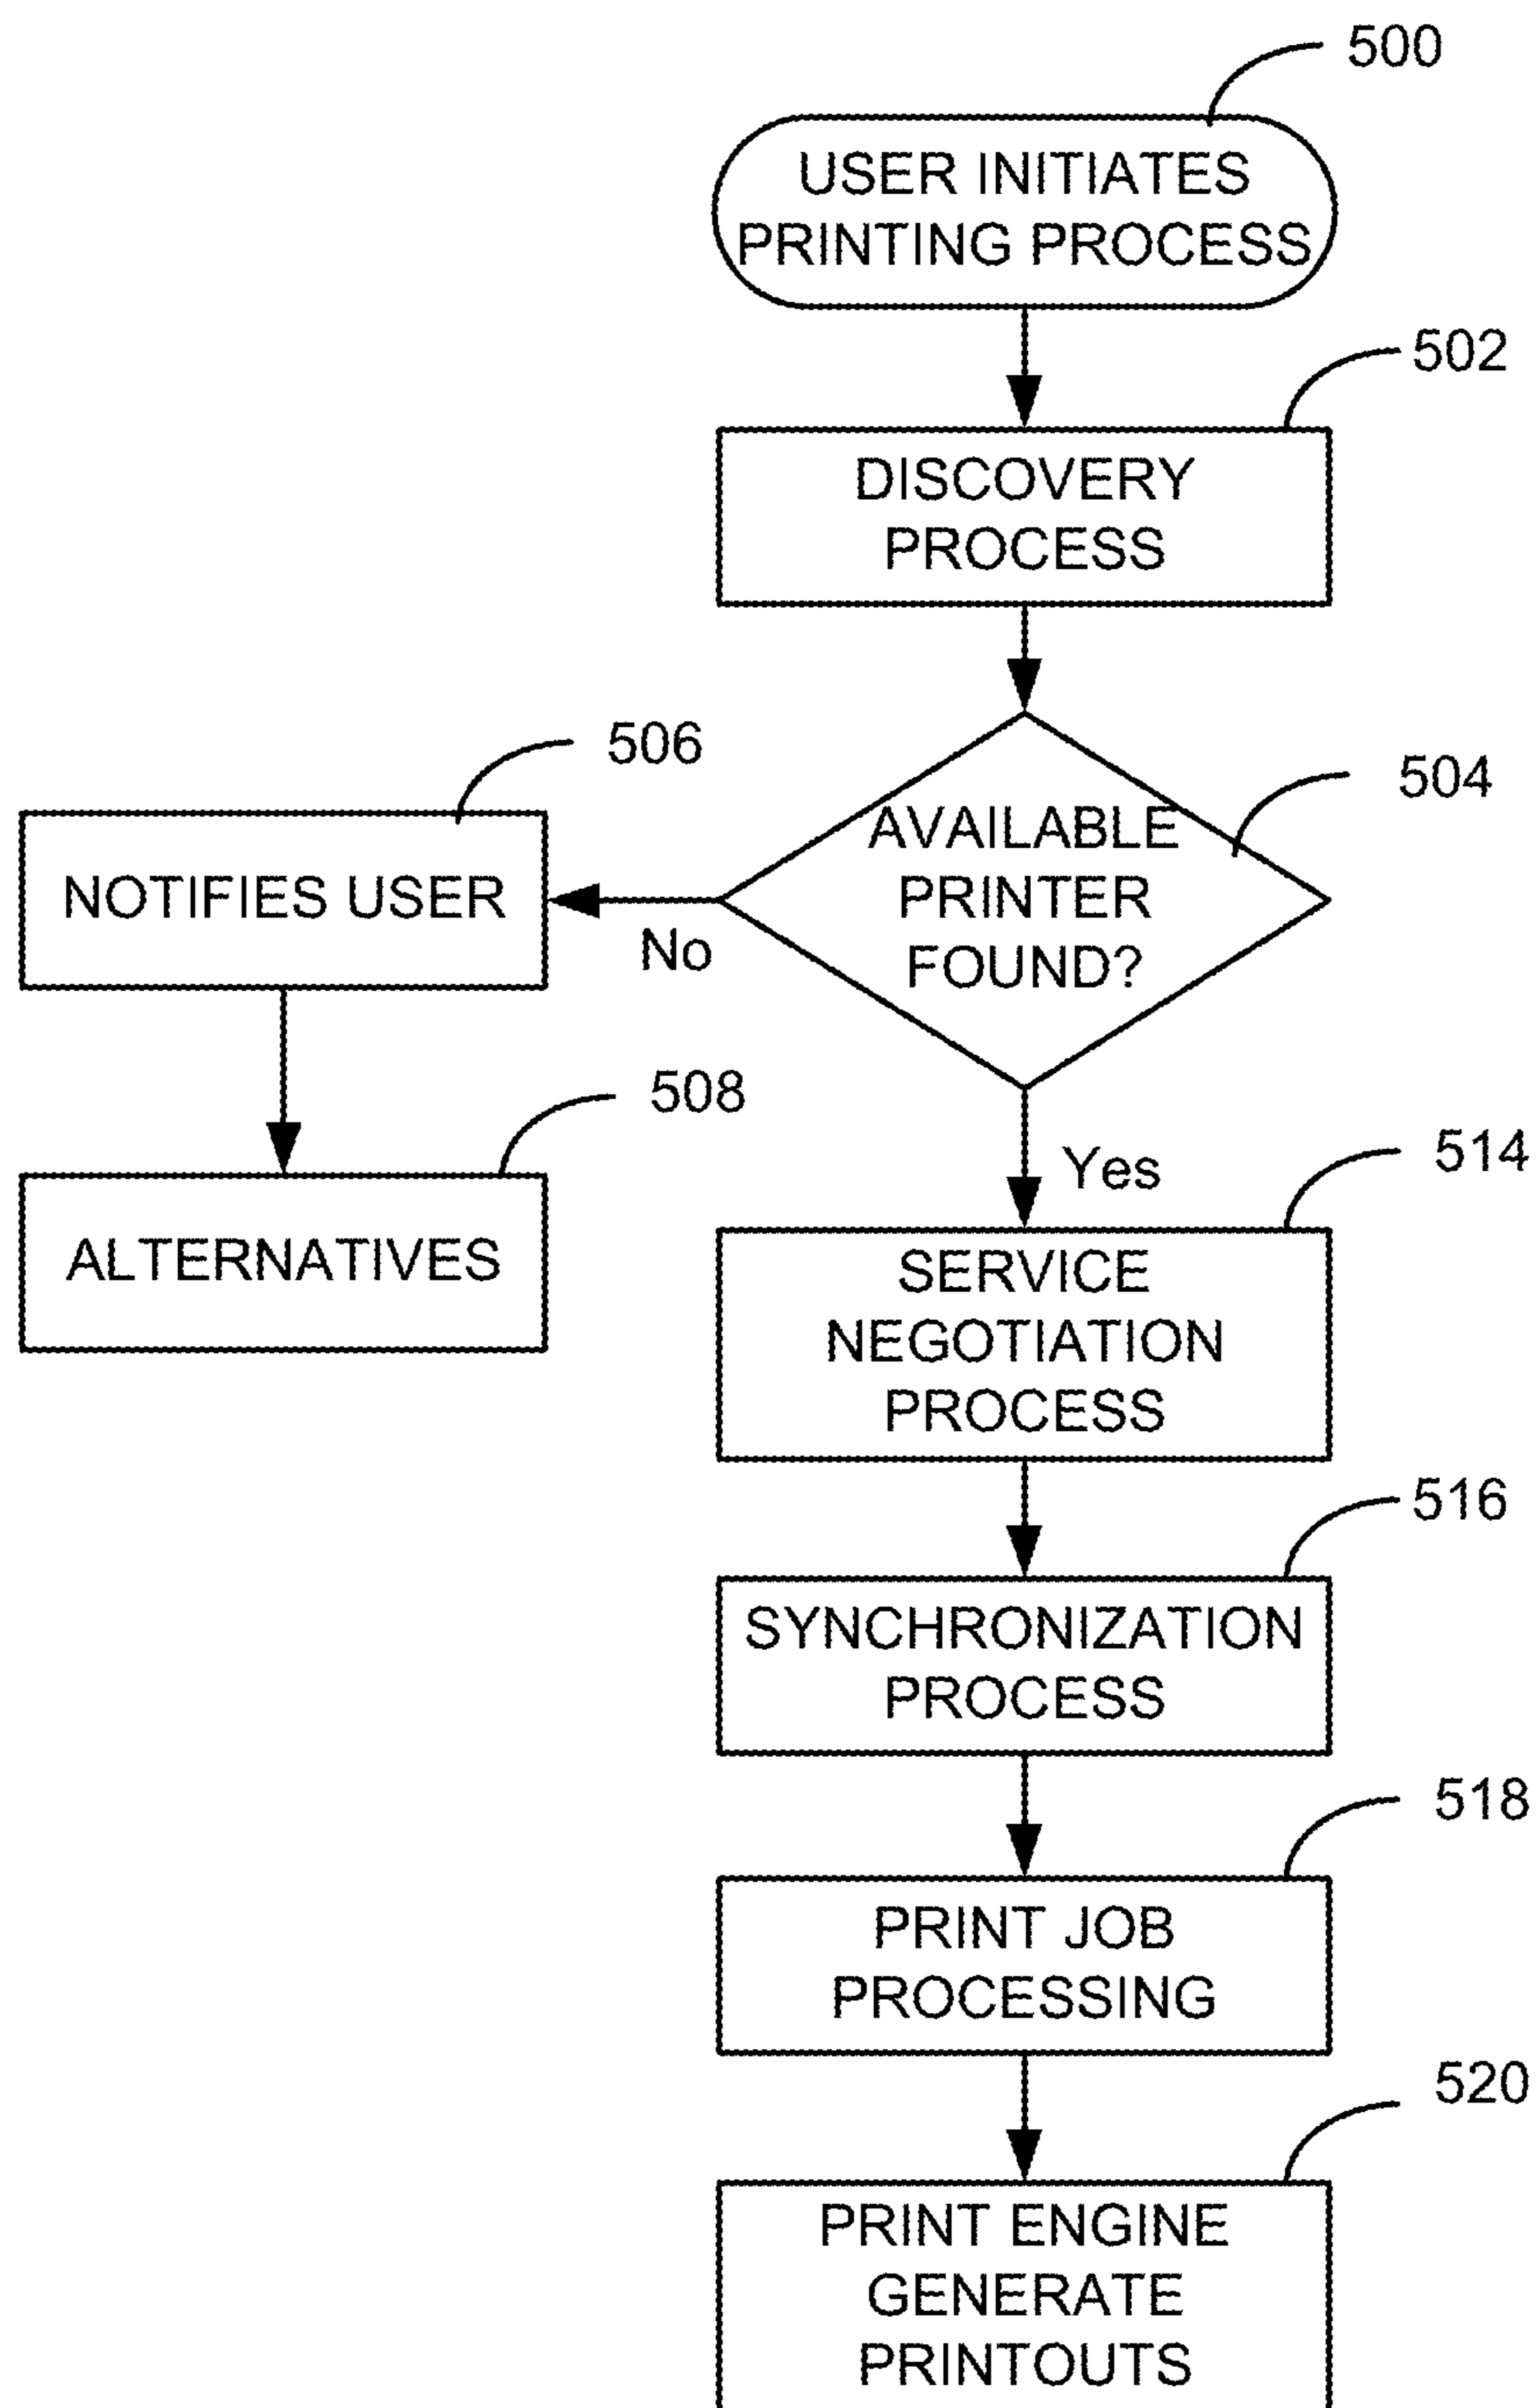 500
USER INITIATES
PRINTING PROCESS
502
DISCOVERY
PROCESS
504
AVAILABLE
PRINTER
FOUND?
506
NOTIFIES USER
No
508
ALTERNATIVES
Yes
514
SERVICE
NEGOTIATION
PROCESS
516
SYNCHRONIZATION
PROCESS
518
PRINT JOB
PROCESSING
520
PRINT ENGINE
GENERATE
PRINTOUTS